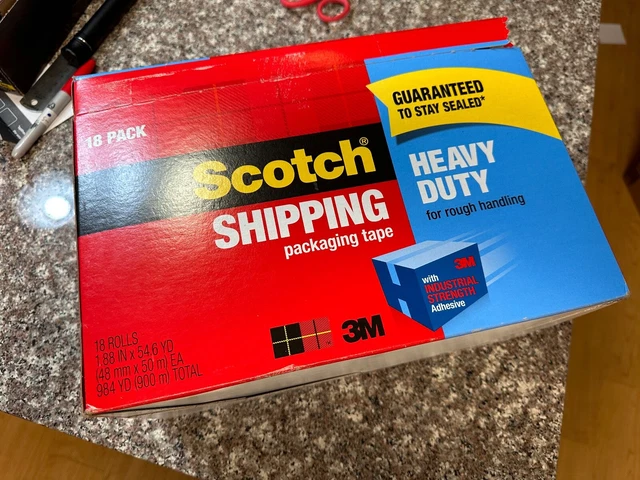 18 PACK
Scotch®
SHIPPING
packaging tape
GUARANTEED
TO STAY SEALED*
HEAVY
DUTY
for rough handling
3M
with
INDUSTRIAL
STRENGTH
Adhesive
18 ROLLS
1.88 IN x 54.6 YD
(48 mm x 50 m) EA
984 YD (900 m) TOTAL
3M